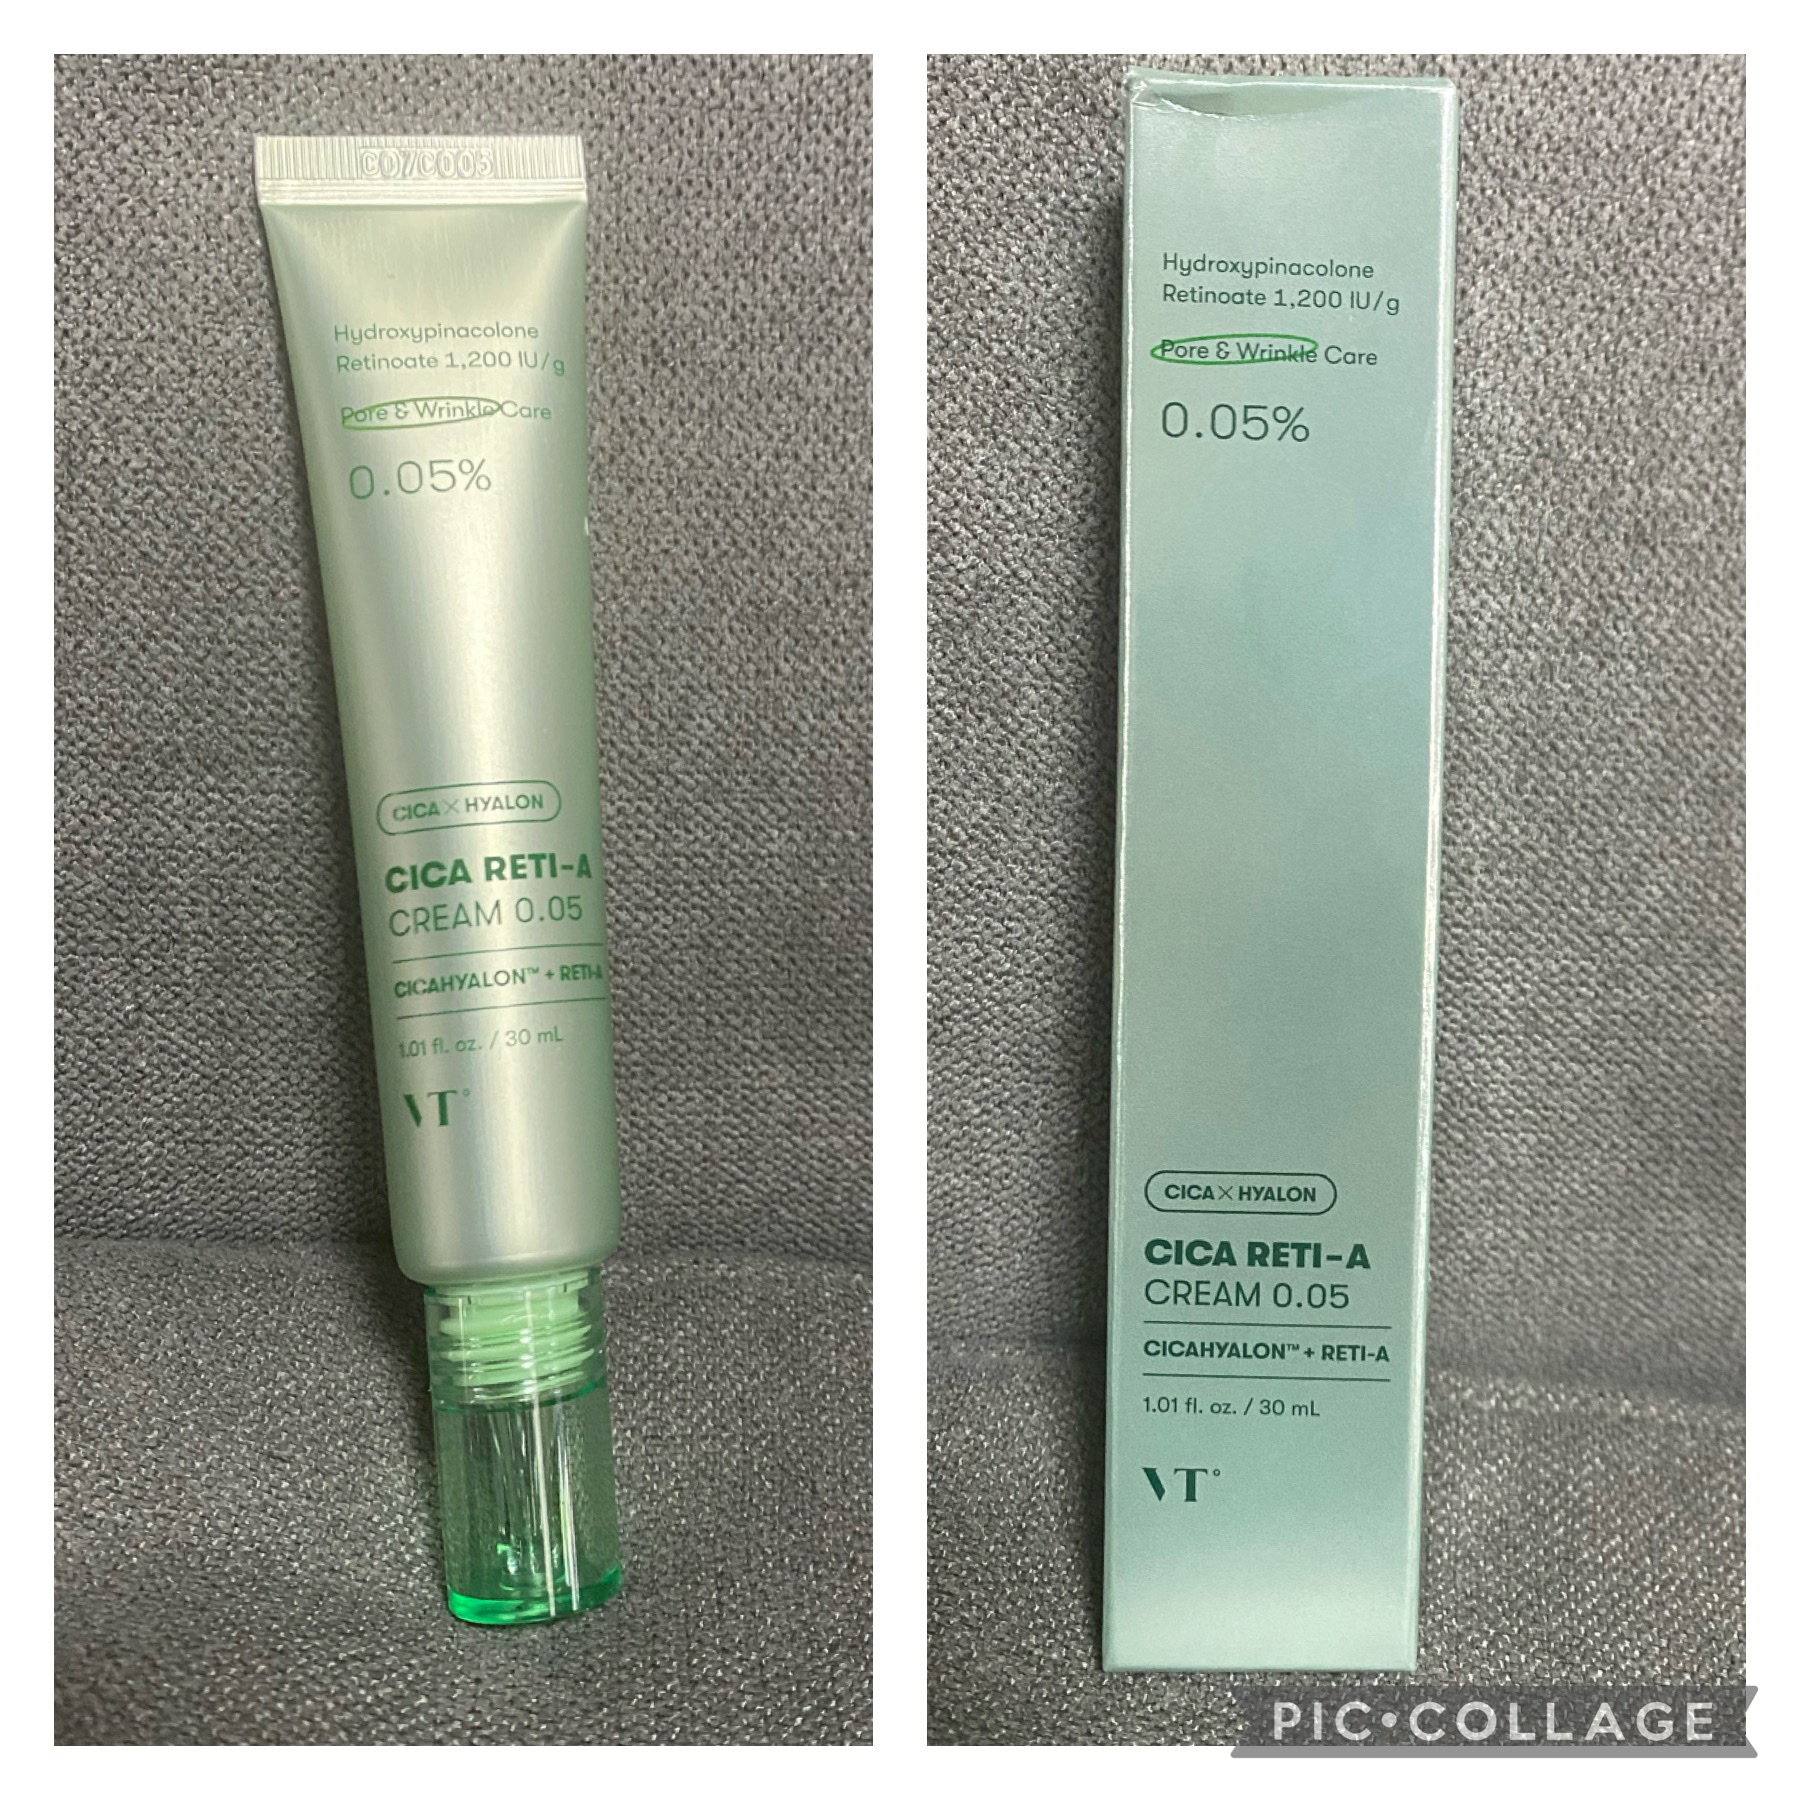 C07C005
Hydroxypinacolone
Retinoate 1,200 IU/g
Pore & Wrinkle Care
0.05%
CICA×HYALON
CICA RETI-A
CREAM 0.05
CICAHYALON™ + RETI-A
1.01 fl. oz. / 30 mL
VT°
Hydroxypinacolone
Retinoate 1,200 IU/g
Pore & Wrinkle Care
0.05%
CICA×HYALON
CICA RETI-A
CREAM 0.05
CICAHYALON™ + RETI-A
1.01 fl. oz. / 30 mL
VT°
PIC•COLLAGE